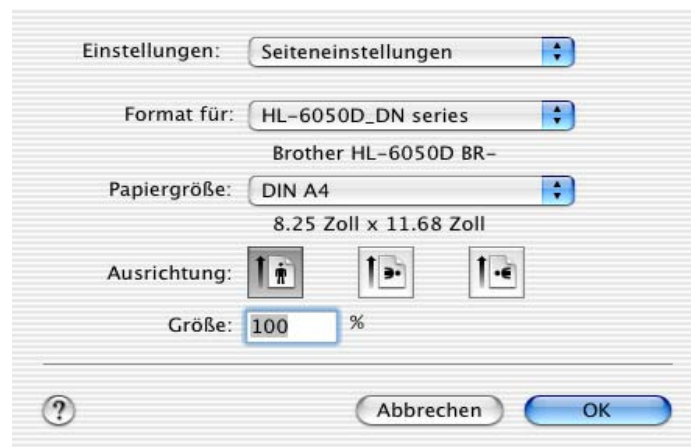 Einstellungen: Seiteneinstellungen
Format für: HL-6050D_DN series
Brother HL-6050D BR-
Papiergröße: DIN A4
8.25 Zoll x 11.68 Zoll
Ausrichtung:
Größe: 100 %
? Abbrechen OK